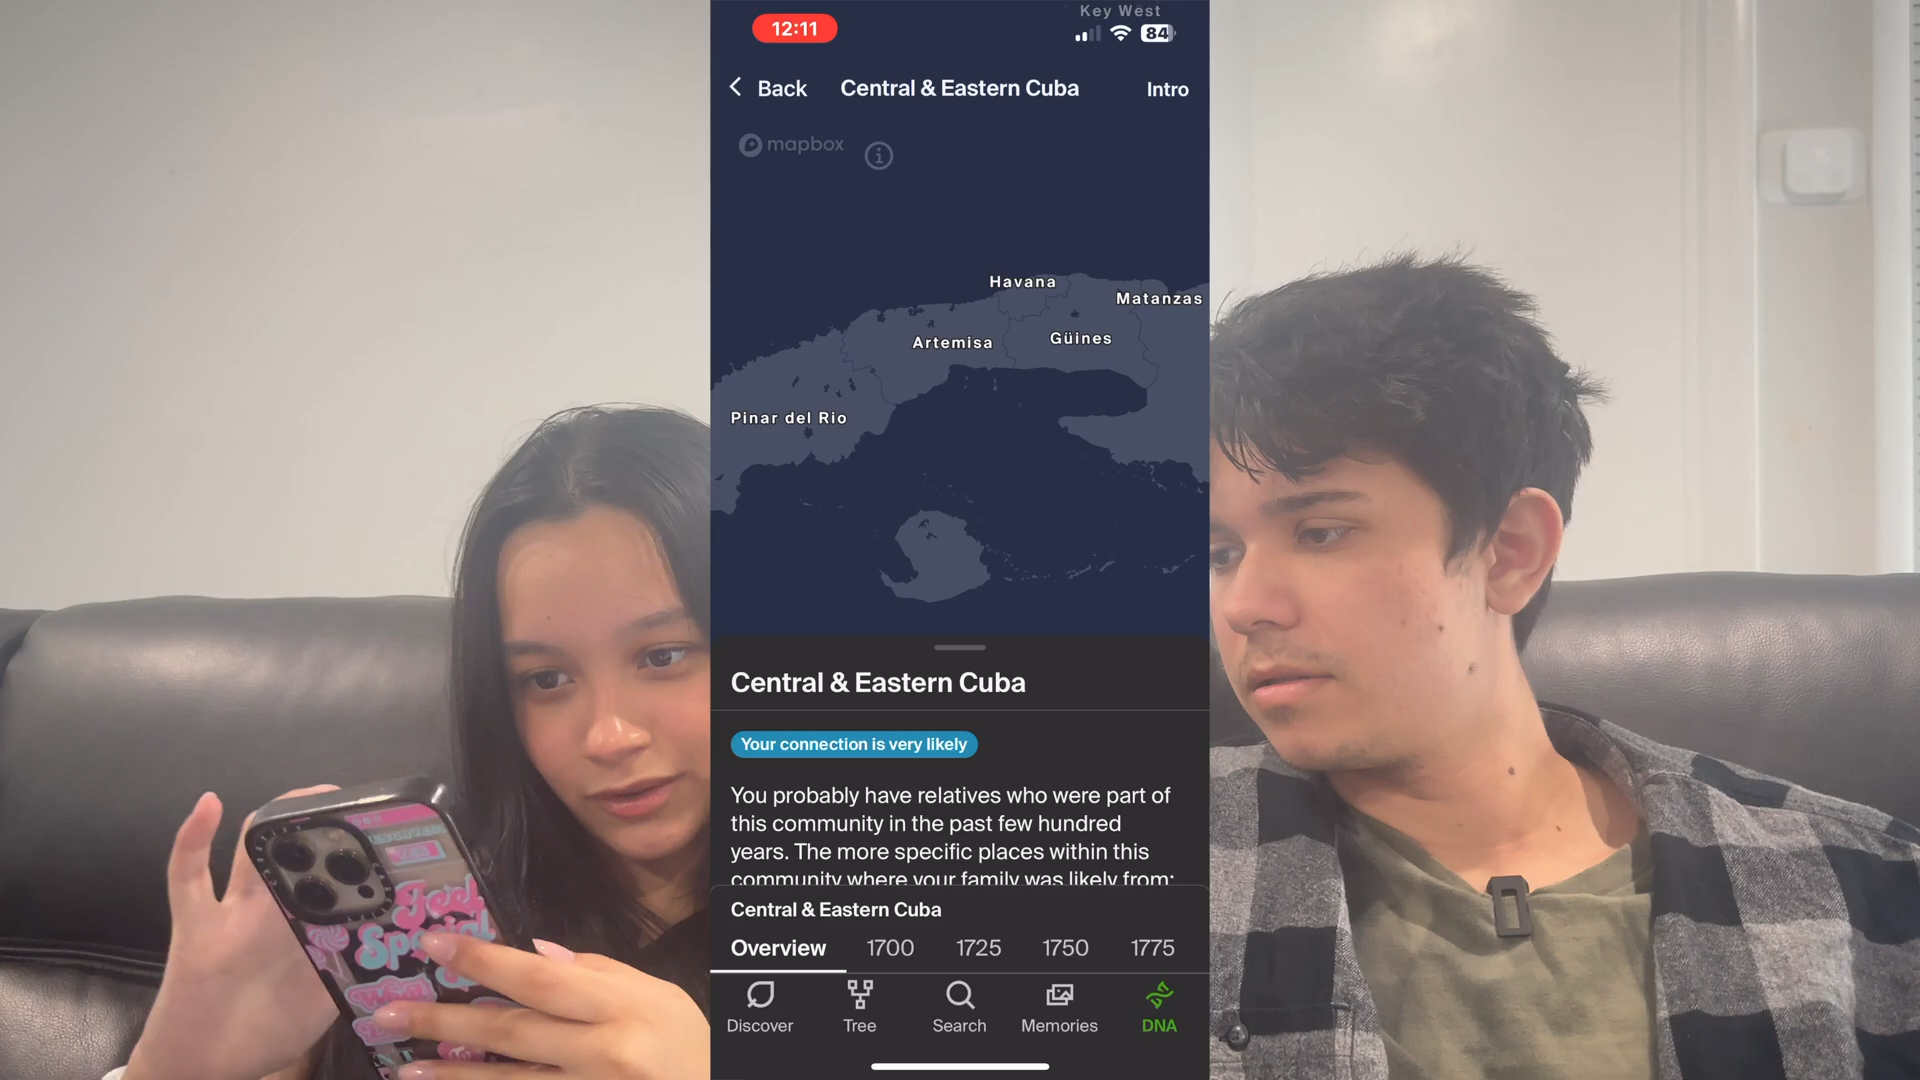 Key West
12:11
84
Back
Central & Eastern Cuba
Intro
mapbox
Havana
Matanzas
Artemisa
Güines
Pinar del Rio
Central & Eastern Cuba
Your connection is very likely
You probably have relatives who were part of
this community in the past few hundred
years. The more specific places within this
community where your family was likely from:
Central & Eastern Cuba
Overview
1700
1725
1750
1775
Discover
Tree
Search
Memories
DNA
Feel
Special